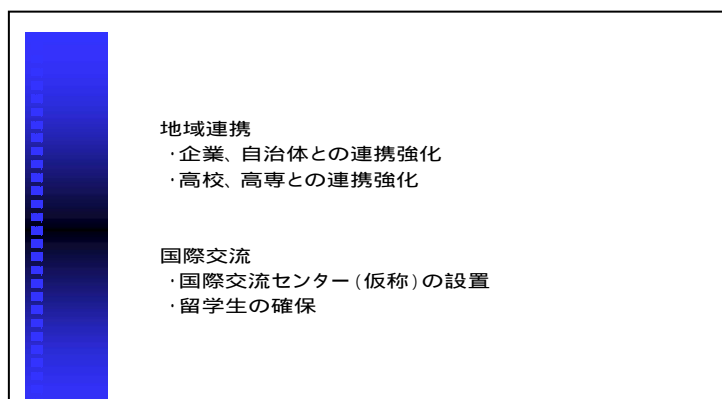 地域連携
・企業、自治体との連携強化
・高校、高専との連携強化
国際交流
・国際交流センター(仮称)の設置
・留学生の確保